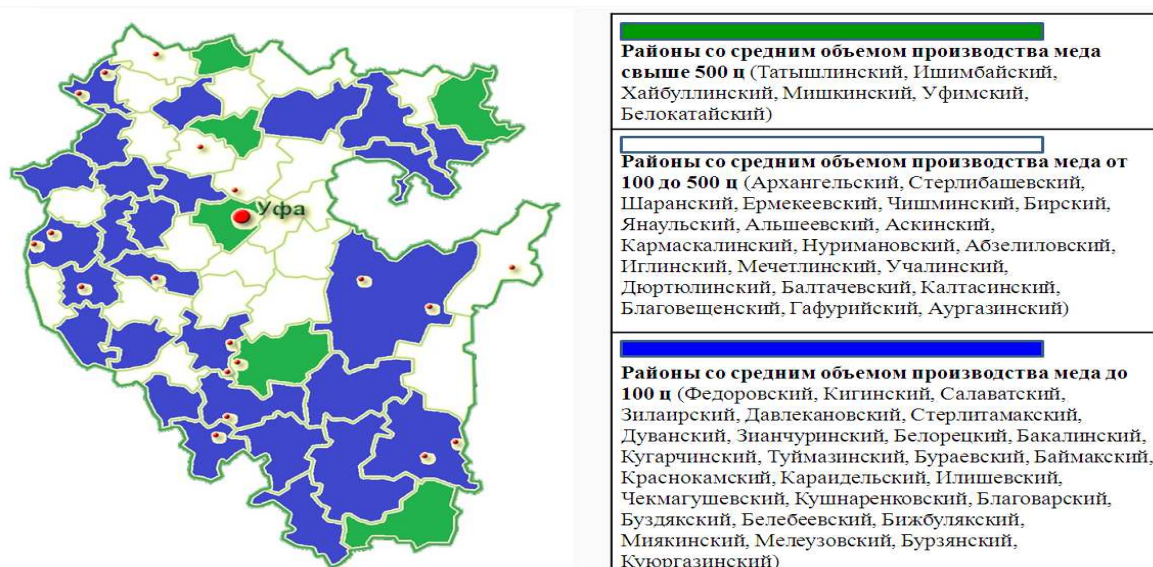 Уфа
Районы со средним объемом производства меда
свыше 500 ц (Татышлинский, Ишимбайский,
Хайбуллинский, Мишкинский, Уфимский,
Белокатайский)
Районы со средним объемом производства меда от
100 до 500 ц (Архангельский, Стерлибашевский,
Шаранский, Ермекеевский, Чишминский, Бирский,
Янаульский, Альшеевский, Аскинский,
Кармаскалинский, Нуримановский, Абзелиловский,
Иглинский, Мечетлинский, Учалинский,
Дюртюлинский, Балтачевский, Калтасинский,
Благовещенский, Гафурийский, Аургазинский)
Районы со средним объемом производства меда до
100 ц (Федоровский, Кигинский, Салаватский,
Зилаирский, Давлекановский, Стерлитамакский,
Дуванский, Зианчуринский, Белорецкий, Бакалинский,
Кугарчинский, Туймазинский, Бураевский, Баймакский,
Краснокамский, Караидельский, Илишевский,
Чекмагушевский, Кушнаренковский, Благоварский,
Буздякский, Белебеевский, Бижбулякский,
Миякинский, Мелеузовский, Бурзянский,
Куюргазинский)